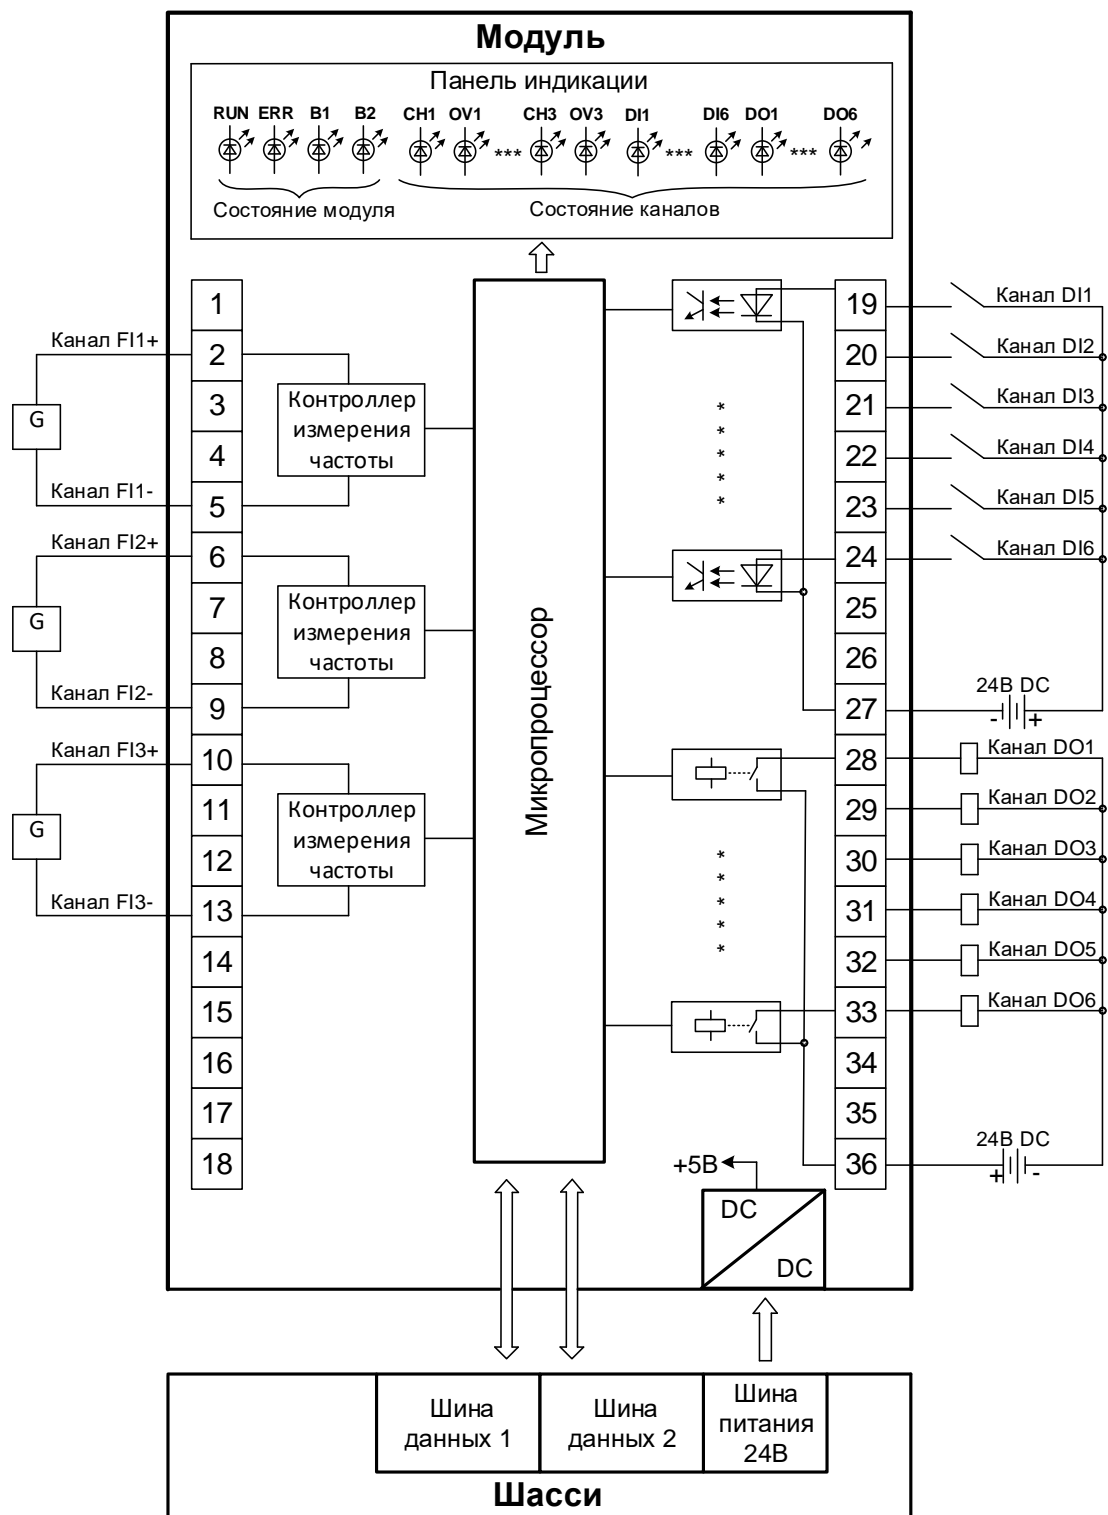 Модуль
Панель индикации
RUN ERR B1 B2 CH1 OV1 CH3 OV3 DI1 DI6 DO1 DO6
*** *** ***
Состояние модуля
Состояние каналов
1
2
3
4
5
6
7
8
9
10
11
12
13
14
15
16
17
18
Канал FI1+
G
Канал FI1-
Канал FI2+
G
Канал FI2-
Канал FI3+
G
Канал FI3-
Контроллер
измерения
частоты
Контроллер
измерения
частоты
Контроллер
измерения
частоты
Микропроцессор
*
*
*
*
*
*
*
*
*
*
19
20
21
22
23
24
25
26
27
28
29
30
31
32
33
34
35
36
Канал DI1
Канал DI2
Канал DI3
Канал DI4
Канал DI5
Канал DI6
24В DC
- +
Канал DO1
Канал DO2
Канал DO3
Канал DO4
Канал DO5
Канал DO6
24В DC
+ -
+5В
DC
DC
Шина
данных 1
Шина
данных 2
Шина
питания
24В
Шасси